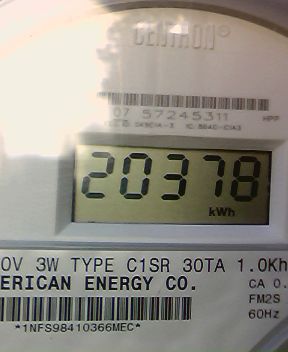 CENTRON®
07 57245311 HPP
20378
kWh
0V 3W TYPE C1SR 30TA 1.0Kh
ERICAN ENERGY CO. CA 0.
FM2S
60Hz
*1NFS98410366MEC*